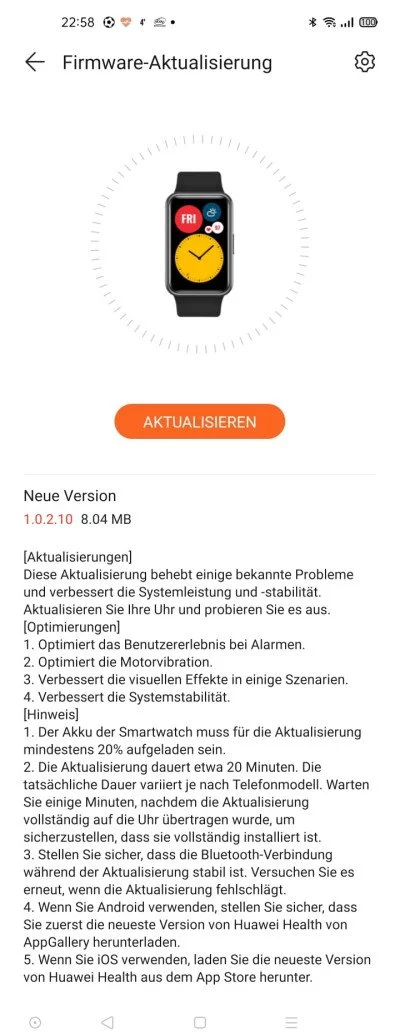 22:58
100
Firmware-Aktualisierung
FRI
AKTUALISIEREN
Neue Version
1.0.2.10 8.04 MB
[Aktualisierungen]
Diese Aktualisierung behebt einige bekannte Probleme
und verbessert die Systemleistung und -stabilität.
Aktualisieren Sie Ihre Uhr und probieren Sie es aus.
[Optimierungen]
1. Optimiert das Benutzererlebnis bei Alarmen.
2. Optimiert die Motorvibration.
3. Verbessert die visuellen Effekte in einige Szenarien.
4. Verbessert die Systemstabilität.
[Hinweis]
1. Der Akku der Smartwatch muss für die Aktualisierung
mindestens 20% aufgeladen sein.
2. Die Aktualisierung dauert etwa 20 Minuten. Die
tatsächliche Dauer variiert je nach Telefonmodell. Warten
Sie einige Minuten, nachdem die Aktualisierung
vollständig auf die Uhr übertragen wurde, um
sicherzustellen, dass sie vollständig installiert ist.
3. Stellen Sie sicher, dass die Bluetooth-Verbindung
während der Aktualisierung stabil ist. Versuchen Sie es
erneut, wenn die Aktualisierung fehlschlägt.
4. Wenn Sie Android verwenden, stellen Sie sicher, dass
Sie zuerst die neueste Version von Huawei Health von
AppGallery herunterladen.
5. Wenn Sie iOS verwenden, laden Sie die neueste Version
von Huawei Health aus dem App Store herunter.